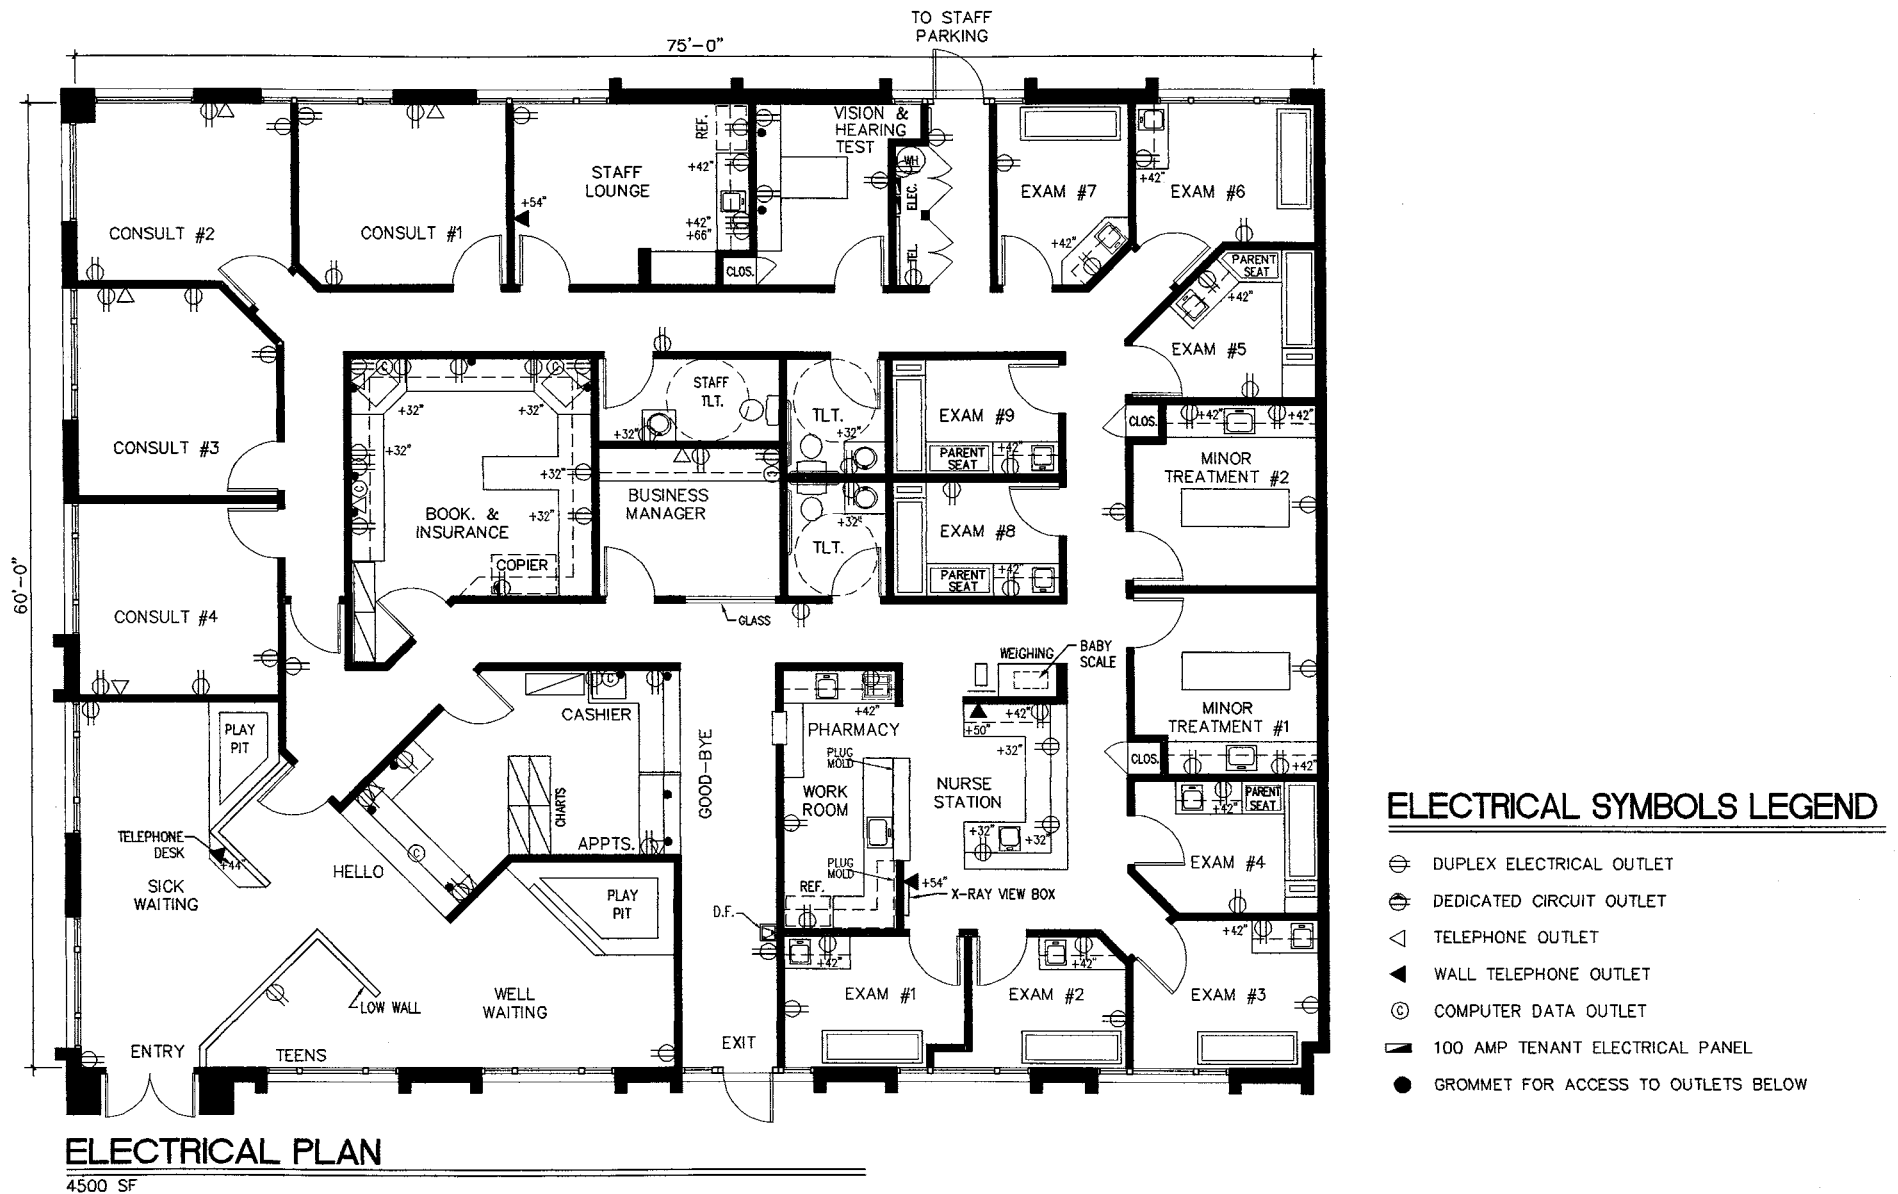 TO STAFF
PARKING
75'-0"
60'-0"
CONSULT #2
CONSULT #1
STAFF
LOUNGE
REF.
+42"
+54"
+42"
+66"
CLOS.
VISION &
HEARING
TEST
WH
ELEC.
TEL.
EXAM #7
+42"
+42"
EXAM #6
PARENT
SEAT
+42"
EXAM #5
CONSULT #3
+32"
+32"
+32"
+32"
+32"
BOOK. &
INSURANCE
COPIER
STAFF
TLT.
+32"
BUSINESS
MANAGER
GLASS
TLT.
+32"
+32"
TLT.
EXAM #9
+42"
PARENT
SEAT
EXAM #8
+42"
PARENT
SEAT
CLOS.
+42"
+42"
MINOR
TREATMENT #2
CONSULT #4
WEIGHING
BABY
SCALE
MINOR
TREATMENT #1
CLOS.
+42"
PLAY
PIT
CASHIER
CHARTS
APPTS.
GOOD-BYE
PHARMACY
+42"
PLUG
MOLD
WORK
ROOM
PLUG
MOLD
REF.
+50"
+42"
+32"
NURSE
STATION
+32"
+32"
+54"
X-RAY VIEW BOX
TELEPHONE
DESK
+44"
SICK
WAITING
HELLO
PLAY
PIT
D.F.
+42"
PARENT
SEAT
EXAM #4
+42"
EXAM #3
+42"
EXAM #1
+42"
EXAM #2
LOW WALL
WELL
WAITING
ENTRY
TEENS
EXIT
ELECTRICAL PLAN
4500 SF
ELECTRICAL SYMBOLS LEGEND
DUPLEX ELECTRICAL OUTLET
DEDICATED CIRCUIT OUTLET
TELEPHONE OUTLET
WALL TELEPHONE OUTLET
C COMPUTER DATA OUTLET
100 AMP TENANT ELECTRICAL PANEL
GROMMET FOR ACCESS TO OUTLETS BELOW